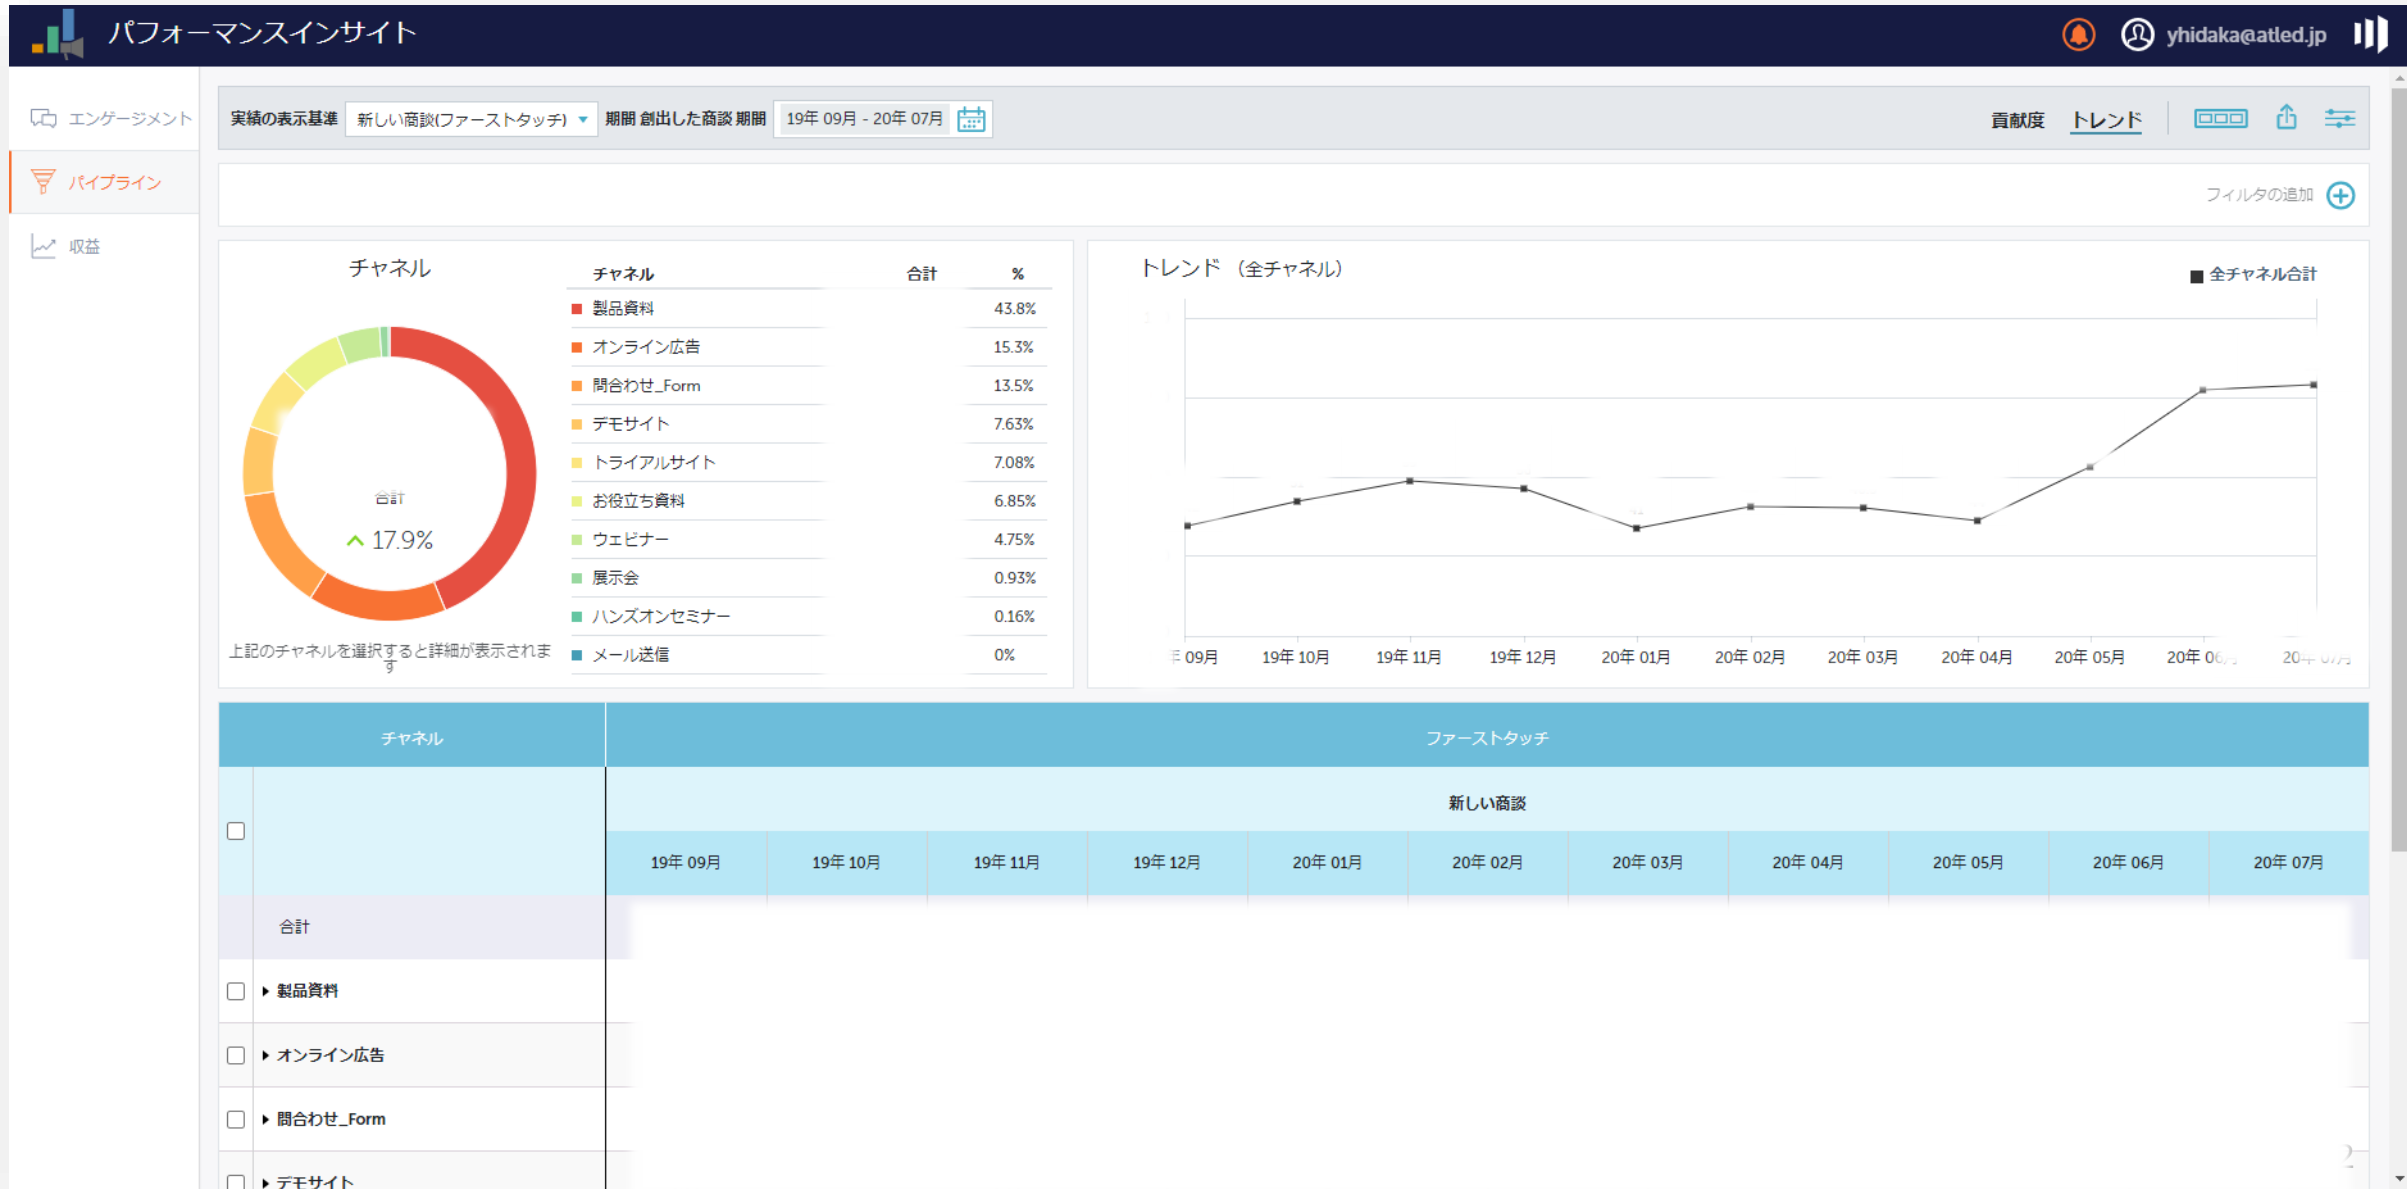 パフォーマンスインサイト
yhidaka@atled.jp
エンゲージメント
パイプライン
収益
実績の表示基準 新しい商談(ファーストタッチ) 期間 創出した商談 期間 19年 09月 - 20年 07月
貢献度 トレンド
フィルタの追加
チャネル
合計
17.9%
上記のチャネルを選択すると詳細が表示されま
す
チャネル 合計 %
製品資料 43.8%
オンライン広告 15.3%
問合わせ_Form 13.5%
デモサイト 7.63%
トライアルサイト 7.08%
お役立ち資料 6.85%
ウェビナー 4.75%
展示会 0.93%
ハンズオンセミナー 0.16%
メール送信 0%
トレンド (全チャネル)
全チャネル合計
09月 19年 10月 19年 11月 19年 12月 20年 01月 20年 02月 20年 03月 20年 04月 20年 05月 20年
チャネル ファーストタッチ
新しい商談
19年 09月 19年 10月 19年 11月 19年 12月 20年 01月 20年 02月 20年 03月 20年 04月 20年 05月 20年 06月 20年 07月
合計
製品資料
オンライン広告
問合わせ_Form
デモサイト